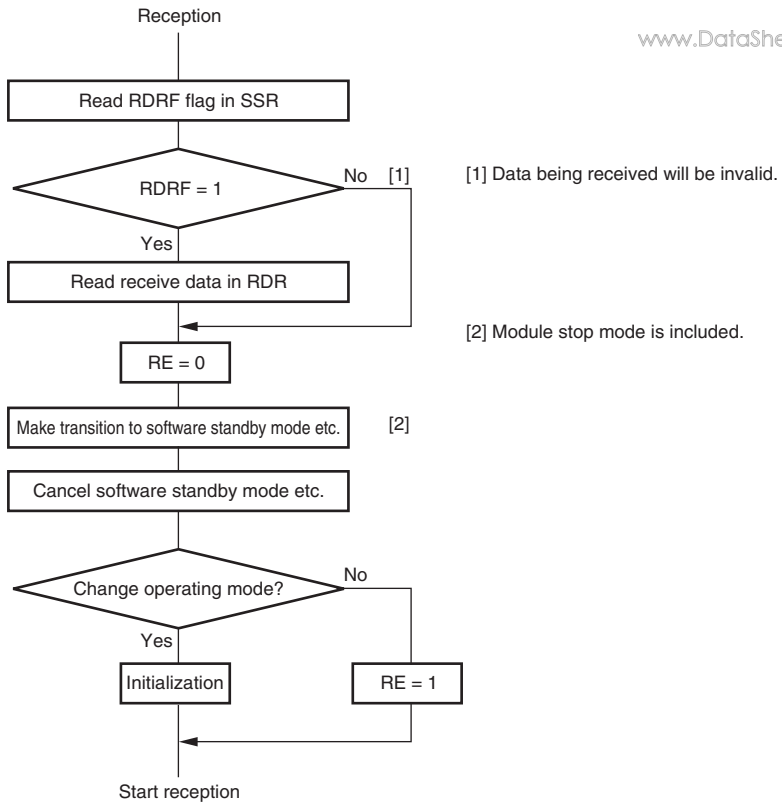 Reception
www.DataShe
Read RDRF flag in SSR
RDRF = 1
No [1]
[1] Data being received will be invalid.
Yes
Read receive data in RDR
[2] Module stop mode is included.
RE = 0
Make transition to software standby mode etc.
[2]
Cancel software standby mode etc.
Change operating mode?
No
Yes
Initialization
RE = 1
Start reception